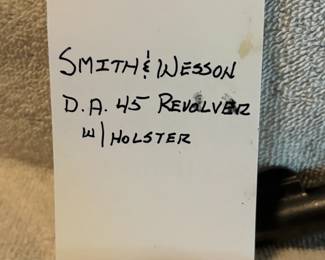 SMITH & WESSON
D.A. 45 REVOLVER
W/HOLSTER